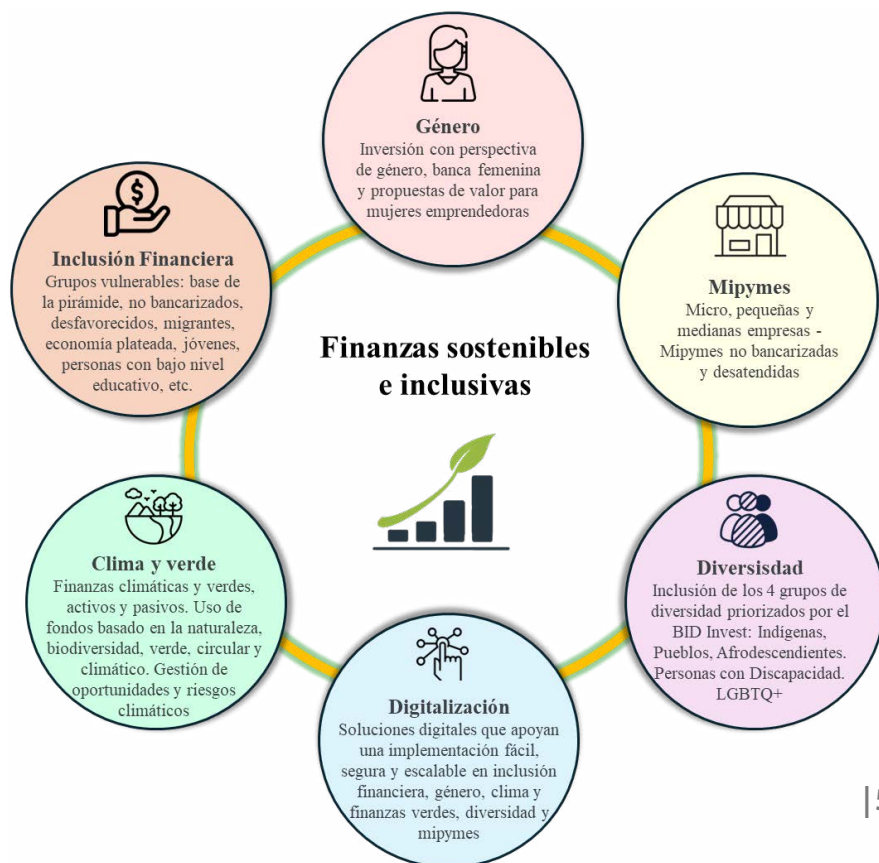 Género
Inversión con perspectiva
de género, banca femenina
y propuestas de valor para
mujeres emprendedoras
Inclusión Financiera
Grupos vulnerables: base de
la pirámide, no bancarizados,
desfavorecidos, migrantes,
economía plateada, jóvenes,
personas con bajo nivel
educativo, etc.
Mipymes
Micro, pequeñas y
medianas empresas -
Mipymes no bancarizadas
y desatendidas
Finanzas sostenibles
e inclusivas
Clima y verde
Finanzas climáticas y verdes,
activos y pasivos. Uso de
fondos basado en la naturaleza,
biodiversidad, verde, circular y
climático. Gestión de
oportunidades y riesgos
climáticos
Diversisdad
Inclusión de los 4 grupos de
diversidad priorizados por el
BID Invest: Indígenas,
Pueblos, Afrodescendientes.
Personas con Discapacidad.
LGBTQ+
Digitalización
Soluciones digitales que apoyan
una implementación fácil,
segura y escalable en inclusión
financiera, género, clima y
finanzas verdes, diversidad y
mipymes
|5